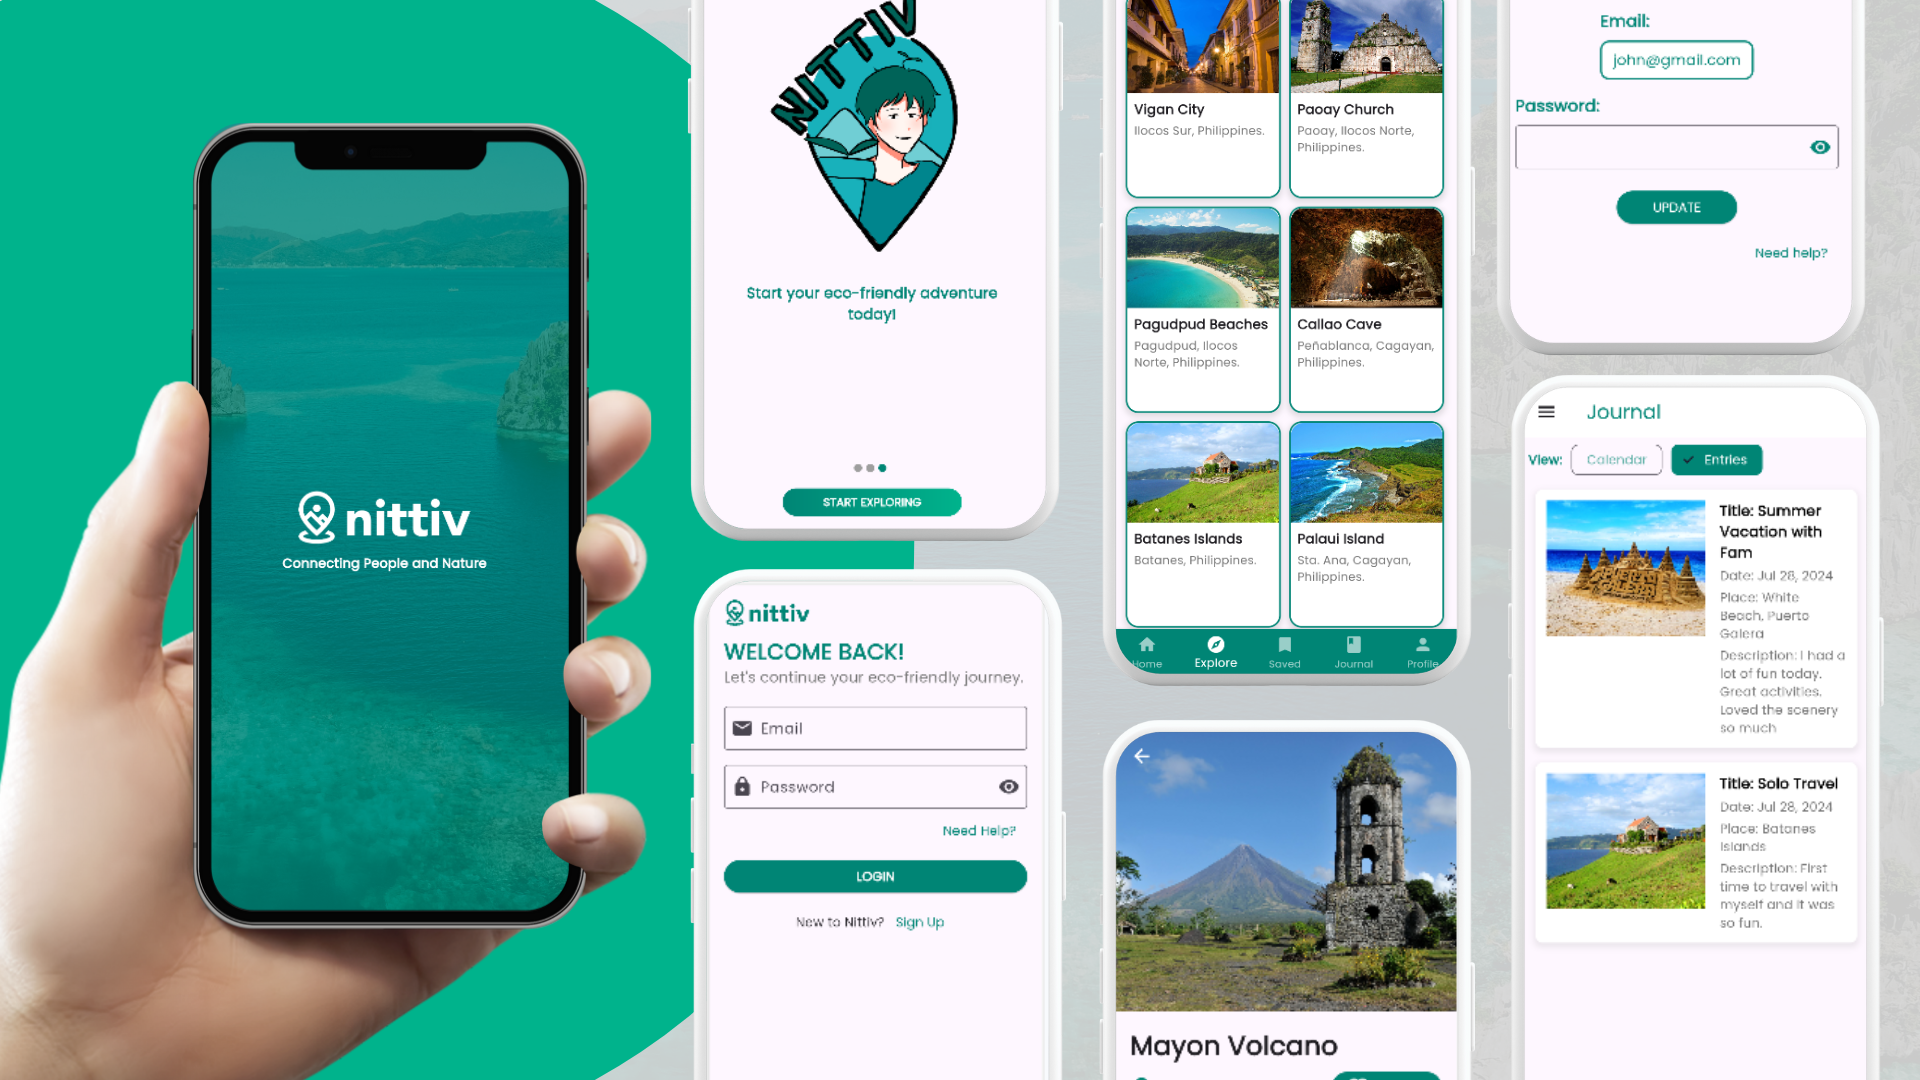 nittiv
Connecting People and Nature
NITTIV
Start your eco-friendly adventure
today!
START EXPLORING
nittiv
WELCOME BACK!
Let's continue your eco-friendly journey.
Email
Password
Need Help?
LOGIN
New to Nittiv? Sign Up
Vigan City
Ilocos Sur, Philippines.
Paoay Church
Paoay, Ilocos Norte,
Philippines.
Pagudpud Beaches
Pagudpud, Ilocos
Norte, Philippines.
Callao Cave
Peñablanca, Cagayan,
Philippines.
Batanes Islands
Batanes, Philippines.
Palaui Island
Sta. Ana, Cagayan,
Philippines.
Home
Explore
Saved
Journal
Profile
Mayon Volcano
Email:
john@gmail.com
Password:
UPDATE
Need help?
Journal
View:
Calendar
Entries
Title: Summer
Vacation with
Fam
Date: Jul 28, 2024
Place: White
Beach, Puerto
Galera
Description: I had a
lot of fun today.
Great activities.
Loved the scenery
so much
Title: Solo Travel
Date: Jul 28, 2024
Place: Batanes
Islands
Description: First
time to travel with
myself and it was
so fun.